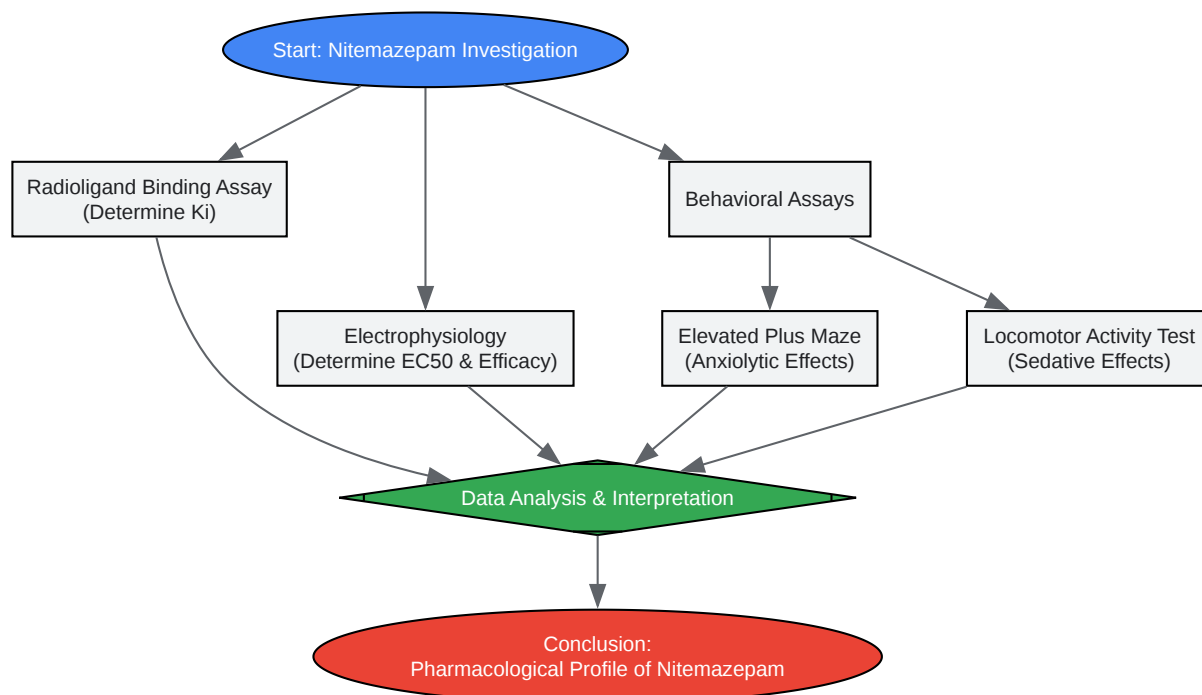 Start: Nitemazepam Investigation
Radioligand Binding Assay
(Determine Ki)
Behavioral Assays
Electrophysiology
(Determine EC50 & Efficacy)
Elevated Plus Maze
(Anxiolytic Effects)
Locomotor Activity Test
(Sedative Effects)
Data Analysis & Interpretation
Conclusion:
Pharmacological Profile of Nitemazepam